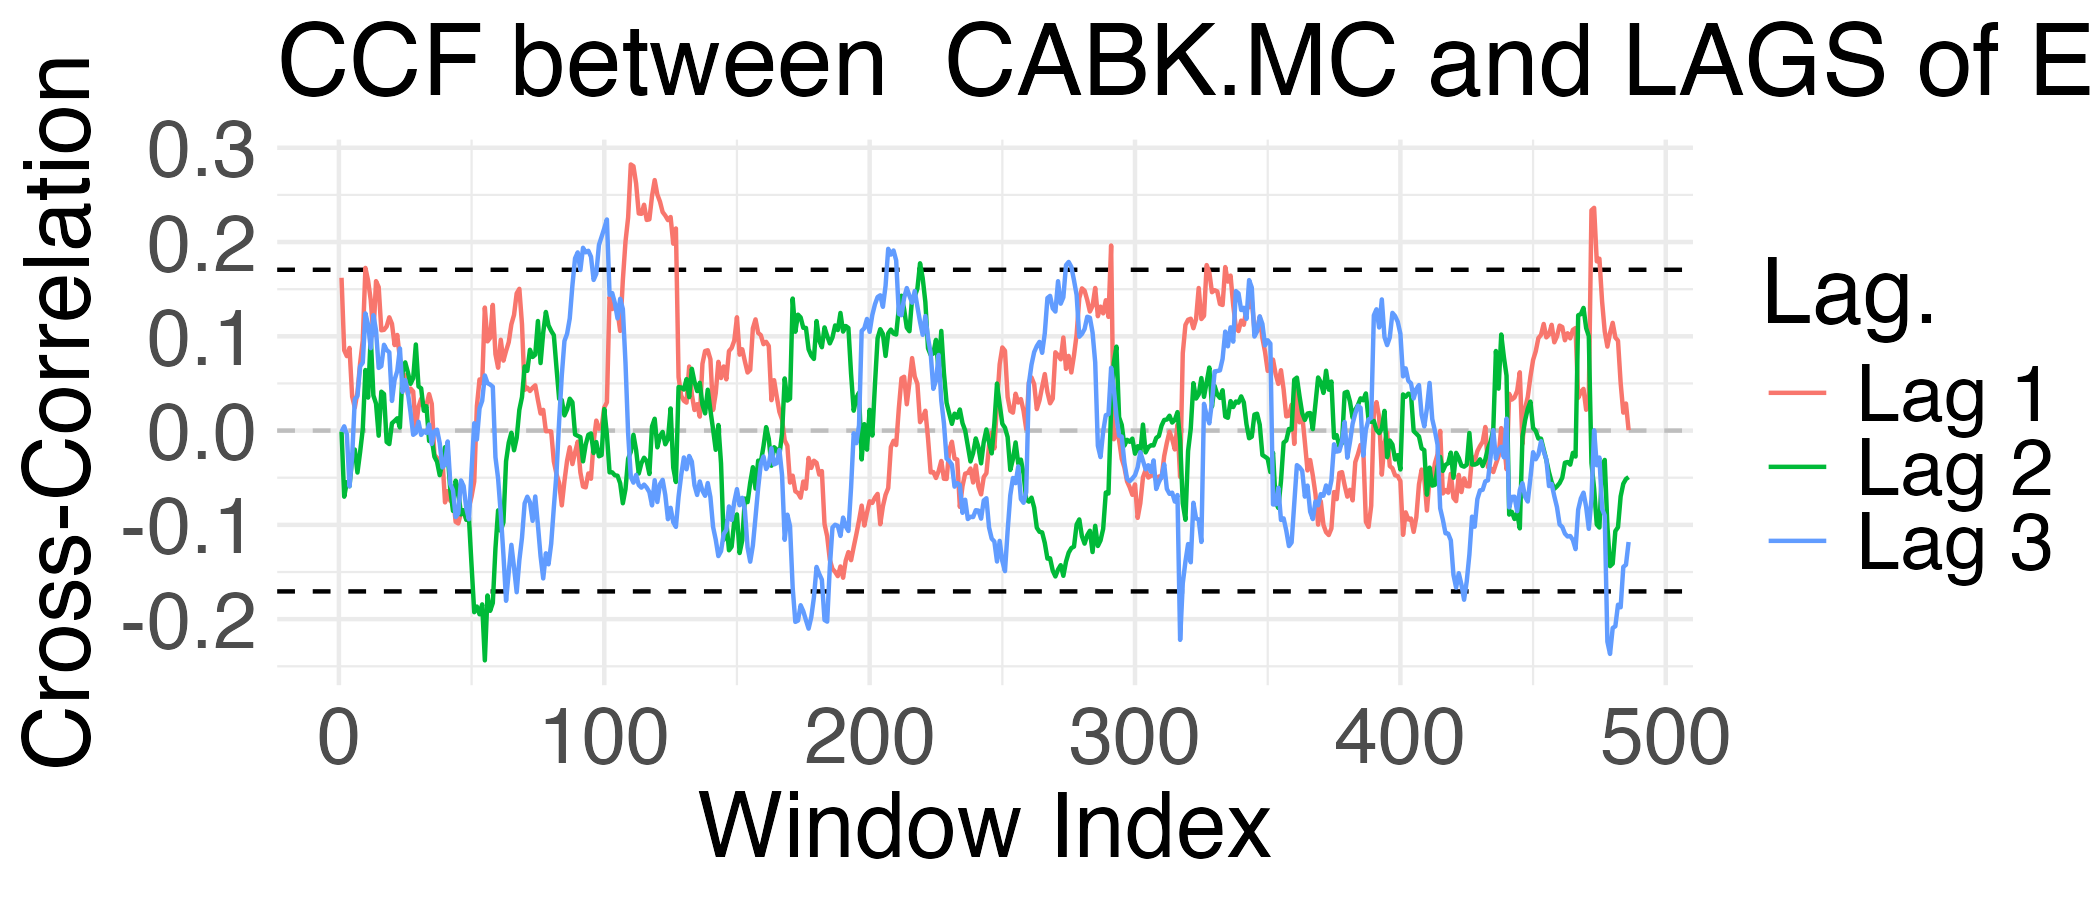 CCF between CABK.MC and LAGS of E
Cross-Correlation
0.3
0.2
0.1
0.0
-0.1
-0.2
0 100 200 300 400 500
Window Index
Lag.
Lag 1
Lag 2
Lag 3